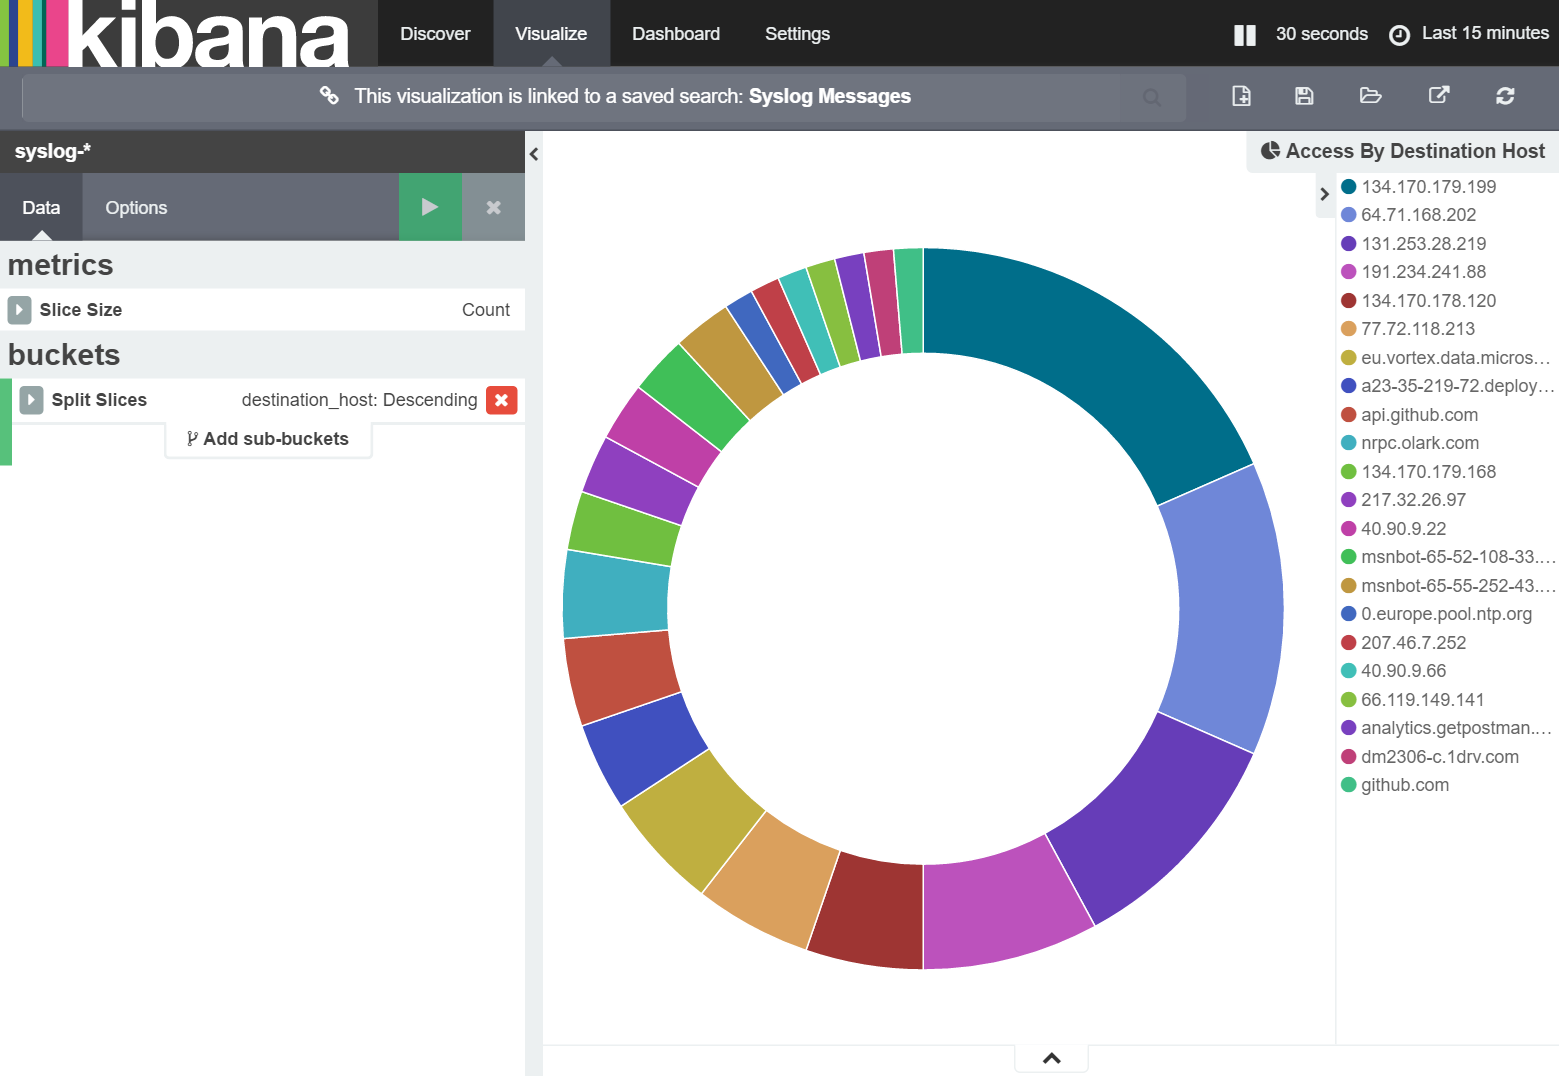 kibana
Discover
Visualize
Dashboard
Settings
30 seconds
Last 15 minutes
This visualization is linked to a saved search: Syslog Messages
syslog-*
Data
Options
metrics
Slice Size
Count
buckets
Split Slices
destination_host: Descending
Add sub-buckets
Access By Destination Host
134.170.179.199
64.71.168.202
131.253.28.219
191.234.241.88
134.170.178.120
77.72.118.213
eu.vortex.data.micros...
a23-35-219-72.deploy...
api.github.com
nrpc.olark.com
134.170.179.168
217.32.26.97
40.90.9.22
msnbot-65-52-108-33....
msnbot-65-55-252-43....
0.europe.pool.ntp.org
207.46.7.252
40.90.9.66
66.119.149.141
analytics.getpostman....
dm2306-c.1drv.com
github.com